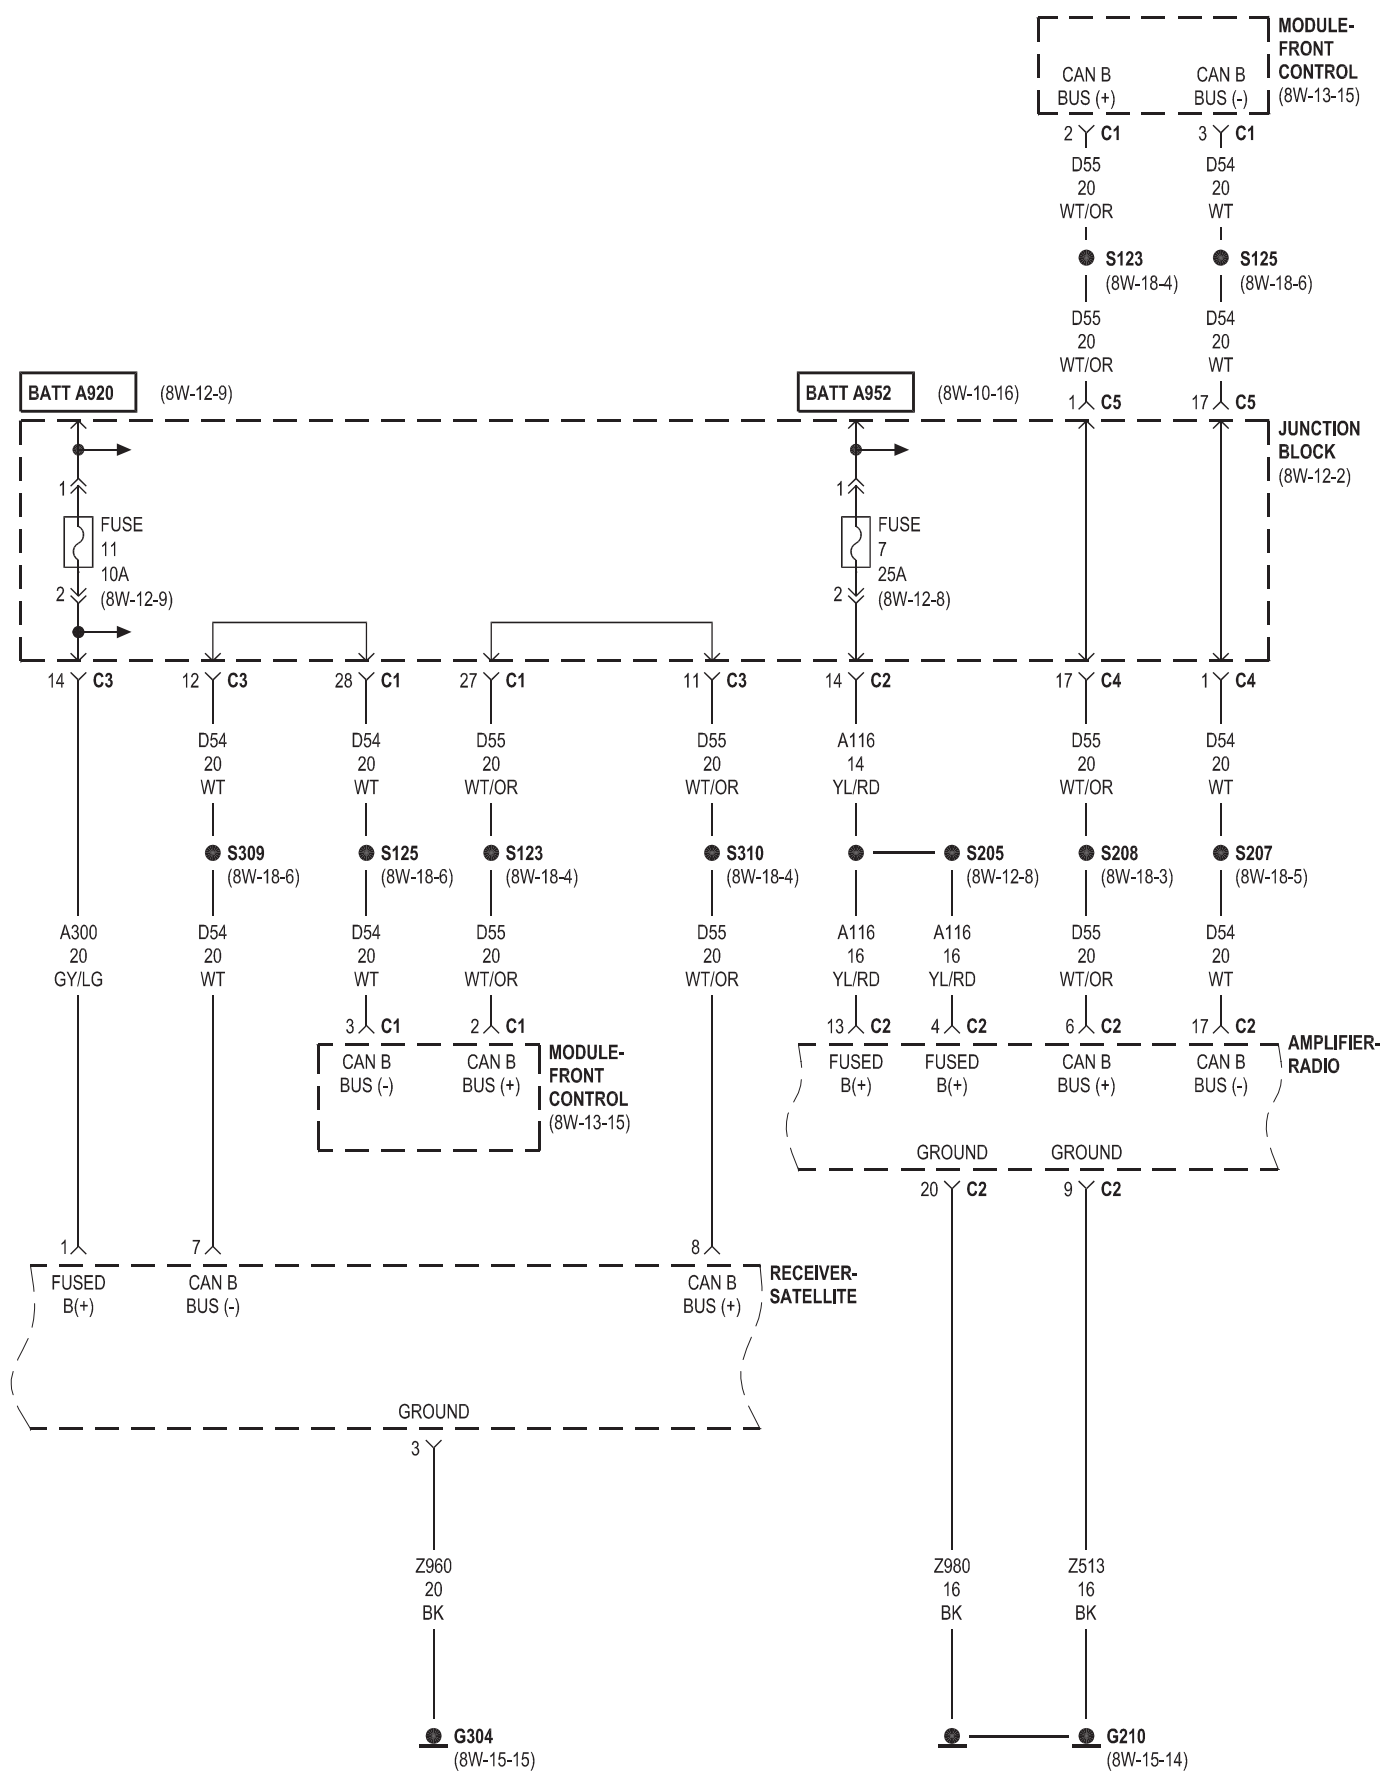 MODULE-
FRONT
CONTROL
(8W-13-15)
CAN B
BUS (+)
CAN B
BUS (-)
2 C1
3 C1
D55
20
WT/OR
D54
20
WT
S123
(8W-18-4)
S125
(8W-18-6)
D55
20
WT/OR
D54
20
WT
BATT A920
(8W-12-9)
BATT A952
(8W-10-16)
1 C5
17 C5
JUNCTION
BLOCK
(8W-12-2)
1
FUSE
11
10A
(8W-12-9)
2
1
FUSE
7
25A
(8W-12-8)
2
14 C3
12 C3
28 C1
27 C1
11 C3
14 C2
17 C4
1 C4
D54
20
WT
D54
20
WT
D55
20
WT/OR
D55
20
WT/OR
A116
14
YL/RD
D55
20
WT/OR
D54
20
WT
S309
(8W-18-6)
S125
(8W-18-6)
S123
(8W-18-4)
S310
(8W-18-4)
S205
(8W-12-8)
S208
(8W-18-3)
S207
(8W-18-5)
A300
20
GY/LG
D54
20
WT
D54
20
WT
D55
20
WT/OR
D55
20
WT/OR
A116
16
YL/RD
A116
16
YL/RD
D55
20
WT/OR
D54
20
WT
3 C1
2 C1
13 C2
4 C2
6 C2
17 C2
CAN B
BUS (-)
CAN B
BUS (+)
MODULE-
FRONT
CONTROL
(8W-13-15)
FUSED
B(+)
FUSED
B(+)
CAN B
BUS (+)
CAN B
BUS (-)
AMPLIFIER-
RADIO
GROUND
GROUND
20 C2
9 C2
1
7
8
FUSED
B(+)
CAN B
BUS (-)
CAN B
BUS (+)
RECEIVER-
SATELLITE
GROUND
3
Z960
20
BK
Z980
16
BK
Z513
16
BK
G304
(8W-15-15)
G210
(8W-15-14)